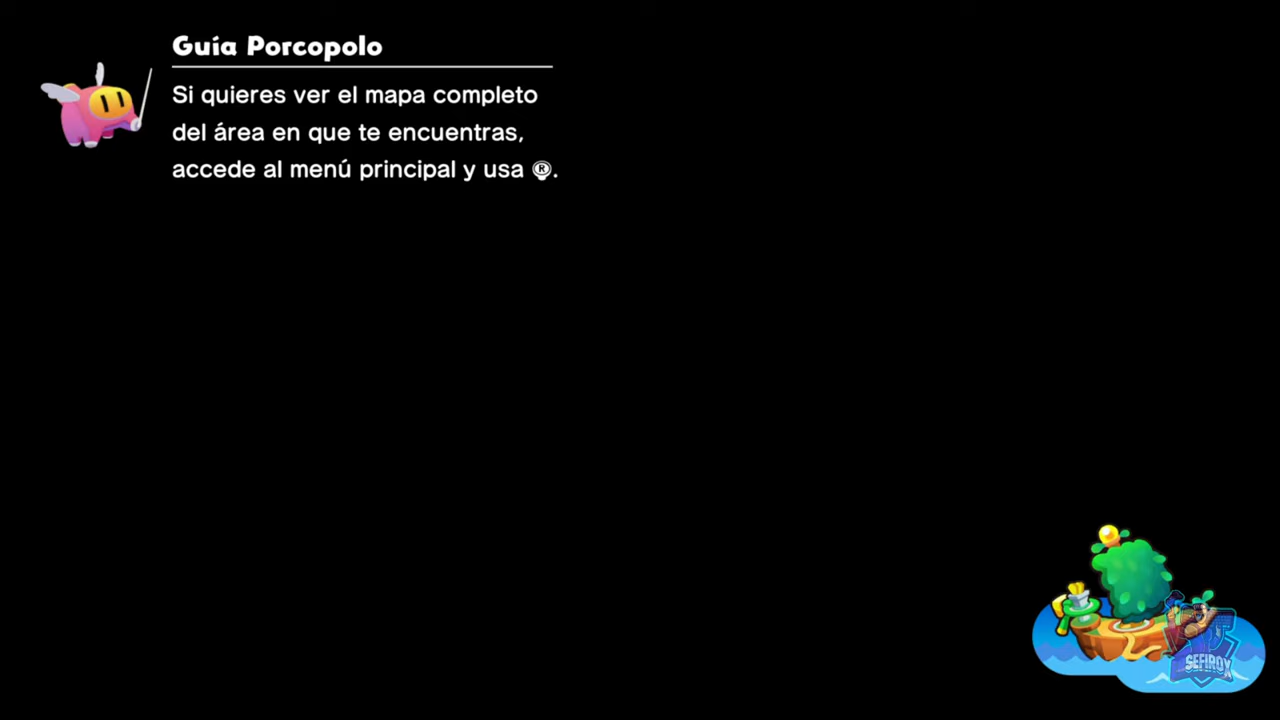 Guía Porcopolo
Si quieres ver el mapa completo
del área en que te encuentras,
accede al menú principal y usa Ⓡ.
SEFIROX